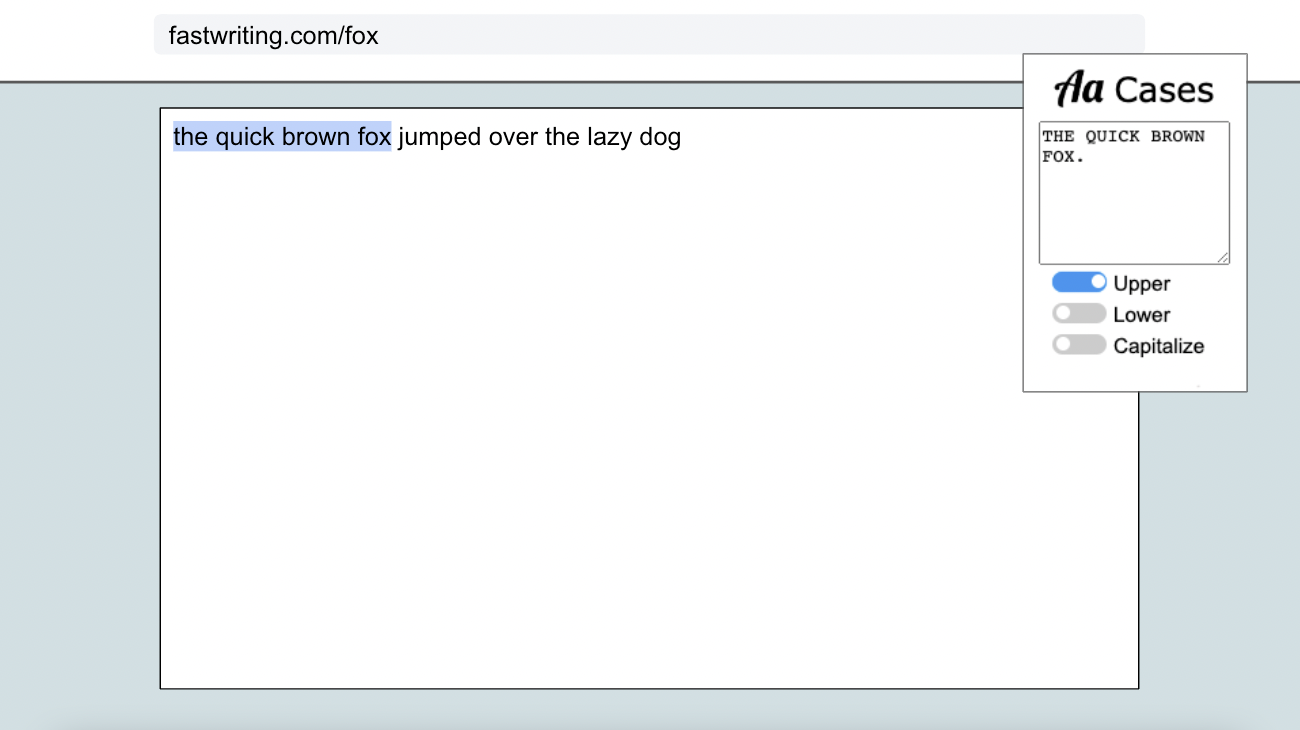 fastwriting.com/fox
the quick brown fox jumped over the lazy dog
Aa Cases
THE QUICK BROWN
FOX.
Upper
Lower
Capitalize